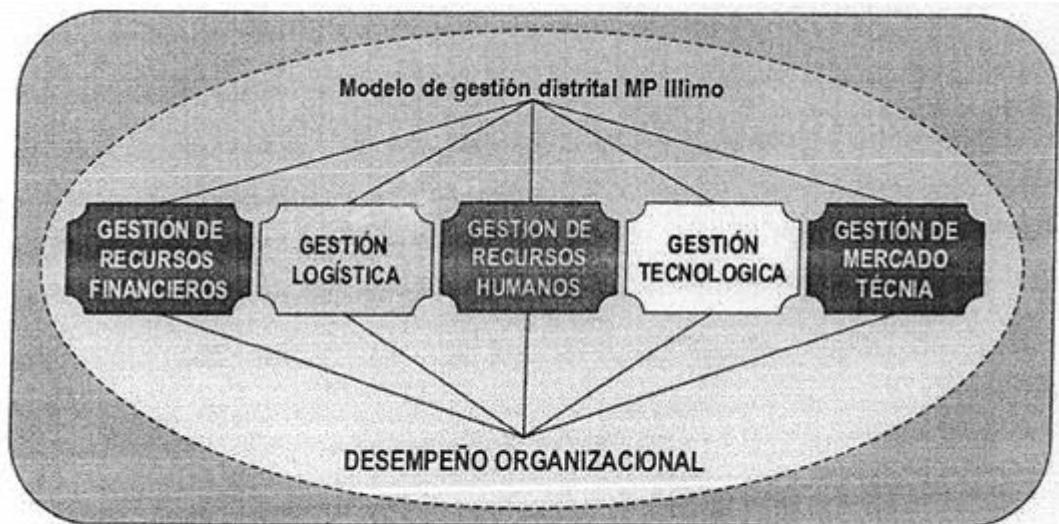 Modelo de gestión distrital MP Illimo
GESTIÓN DE
RECURSOS
FINANCIEROS
GESTIÓN
LOGÍSTICA
GESTIÓN DE
RECURSOS
HUMANOS
GESTIÓN
TECNOLOGICA
GESTIÓN DE
MERCADO
TÉCNIA
DESEMPEÑO ORGANIZACIONAL